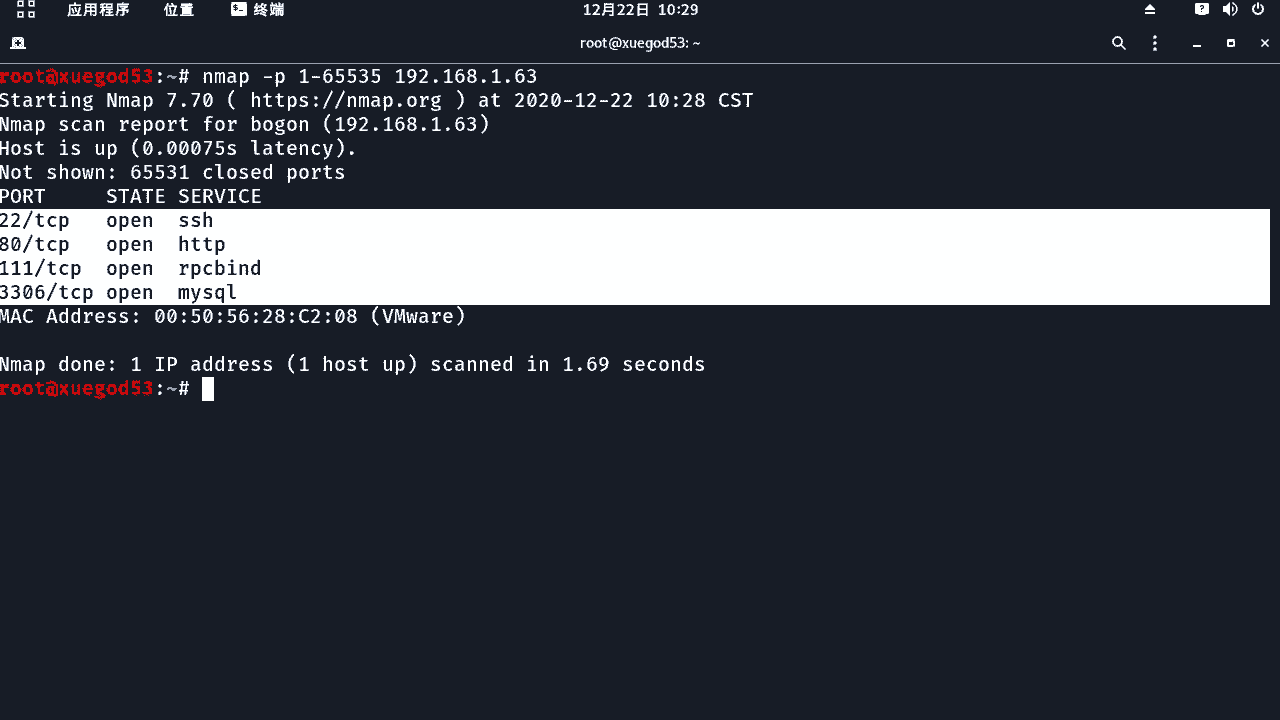 应用程序 位置 终端 12月22日 10:29
root@xuegod53: ~
root@xuegod53:~# nmap -p 1-65535 192.168.1.63
Starting Nmap 7.70 ( https://nmap.org ) at 2020-12-22 10:28 CST
Nmap scan report for bogon (192.168.1.63)
Host is up (0.00075s latency).
Not shown: 65531 closed ports
PORT     STATE SERVICE
22/tcp   open  ssh
80/tcp   open  http
111/tcp  open  rpcbind
3306/tcp open  mysql
MAC Address: 00:50:56:28:C2:08 (VMware)
Nmap done: 1 IP address (1 host up) scanned in 1.69 seconds
root@xuegod53:~#